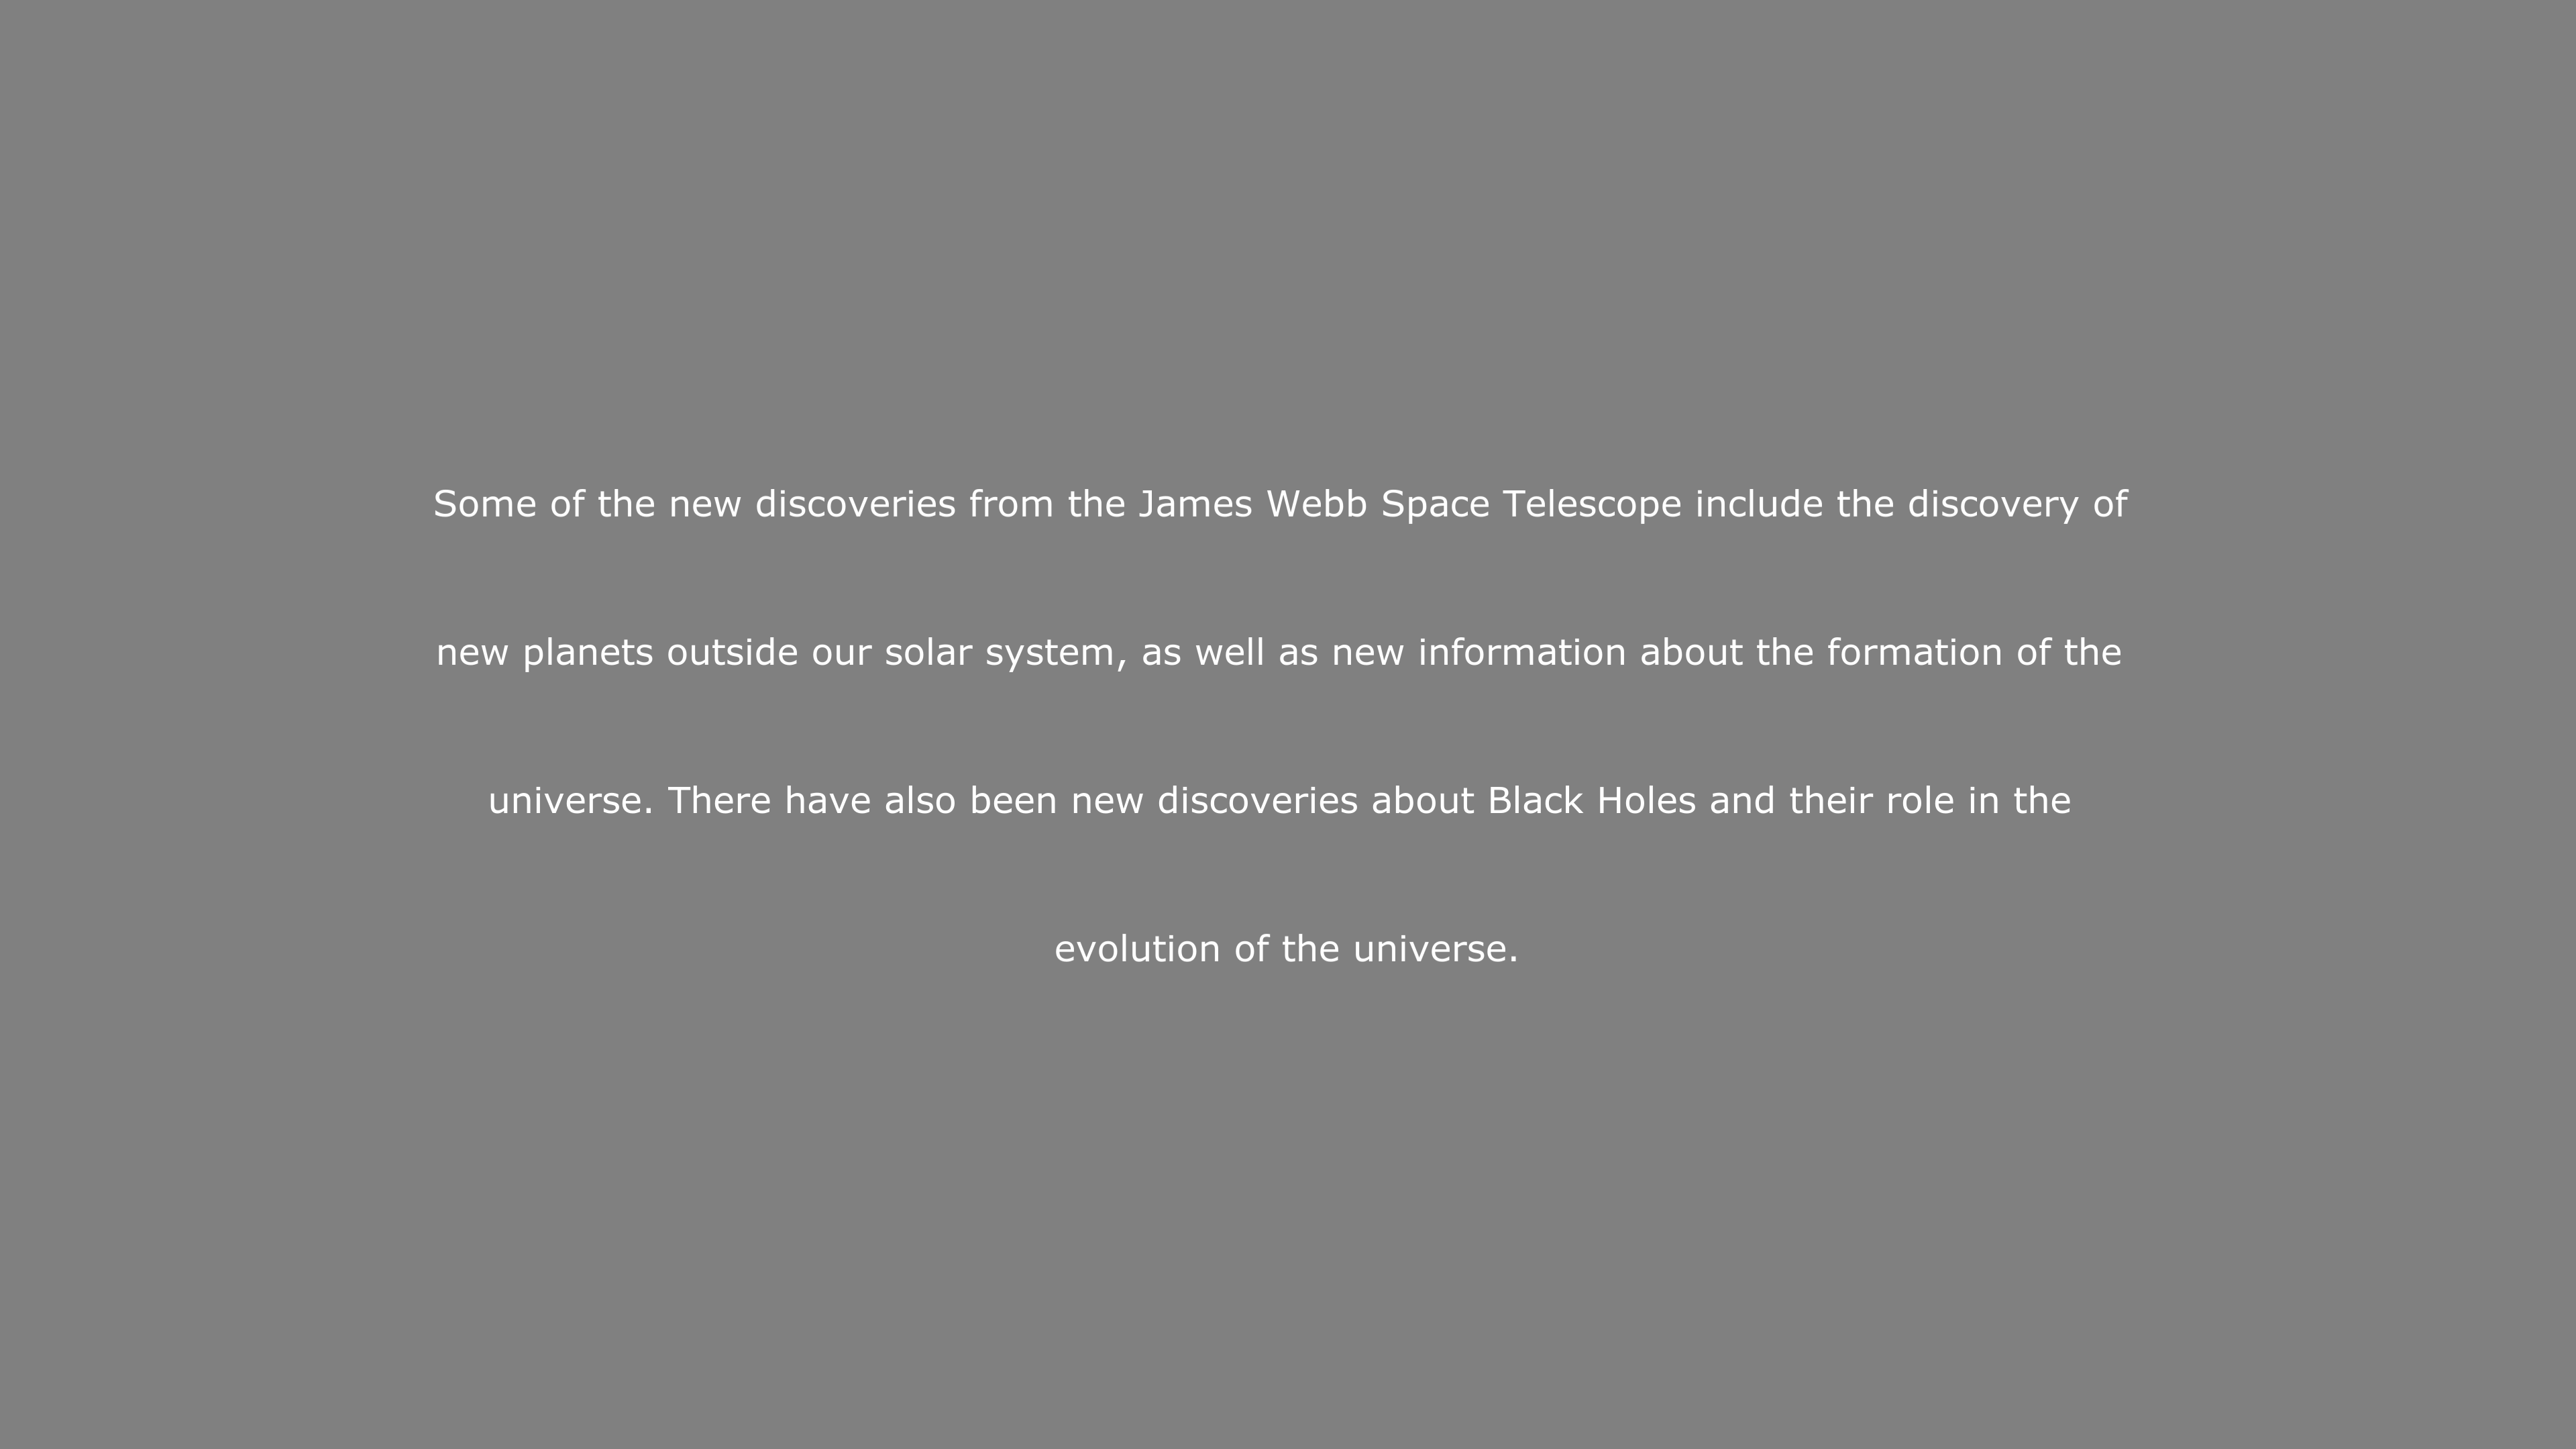 Some of the new discoveries from the James Webb Space Telescope include the discovery of
new planets outside our solar system, as well as new information about the formation of the
universe. There have also been new discoveries about Black Holes and their role in the
evolution of the universe.